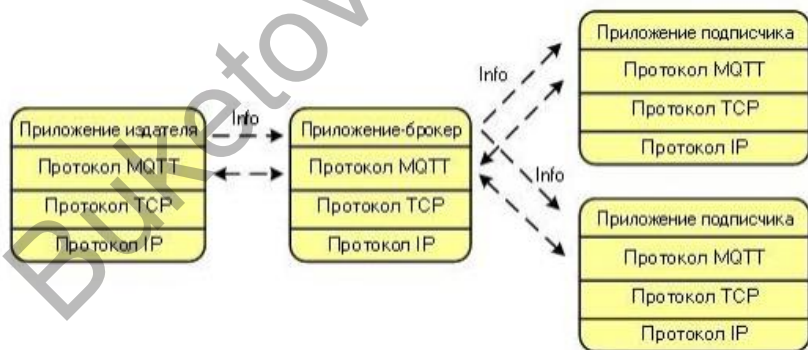 Приложение издателя
Протокол MQTT
Протокол TCP
Протокол IP
Info
Приложение-брокер
Протокол MQTT
Протокол TCP
Протокол IP
Info
Приложение подписчика
Протокол MQTT
Протокол TCP
Протокол IP
Info
Приложение подписчика
Протокол MQTT
Протокол TCP
Протокол IP
Buketov